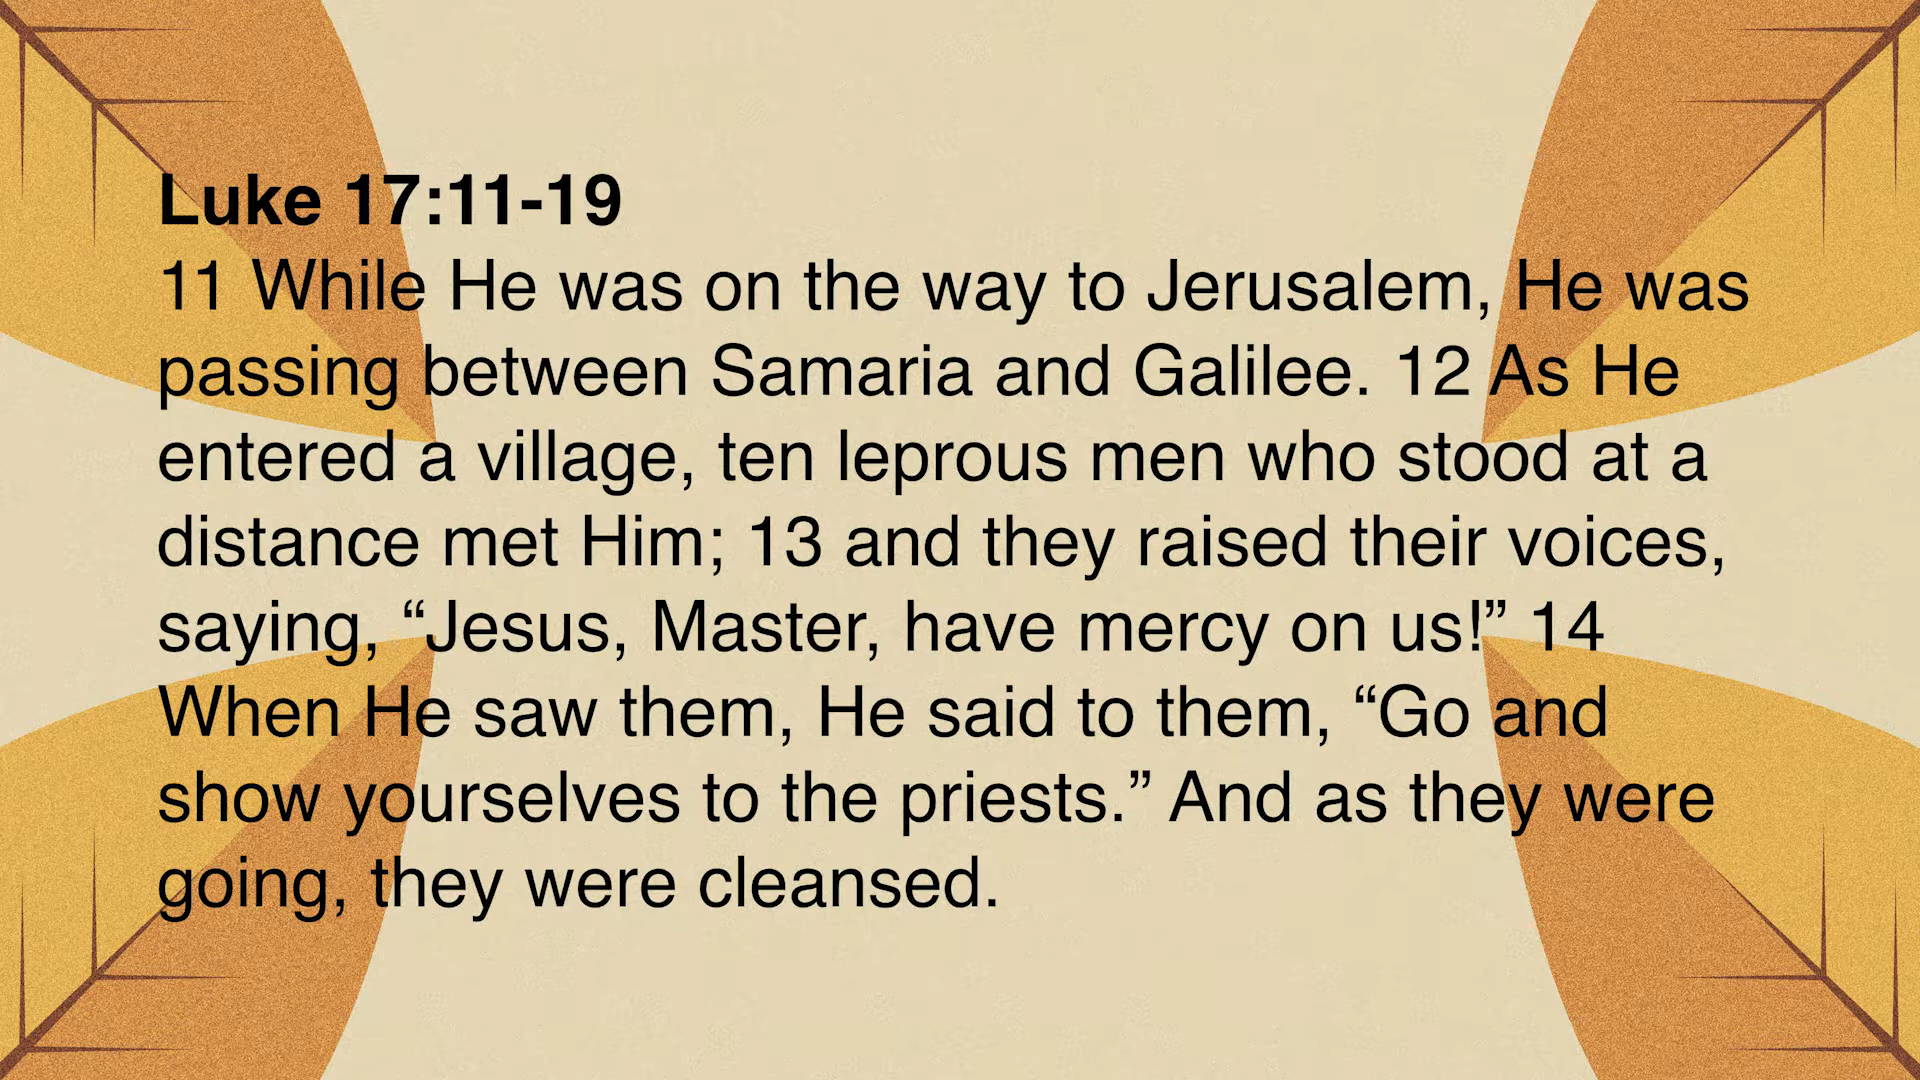 Luke 17:11-19
11 While He was on the way to Jerusalem, He was
passing between Samaria and Galilee. 12 As He
entered a village, ten leprous men who stood at a
distance met Him; 13 and they raised their voices,
saying, “Jesus, Master, have mercy on us!” 14
When He saw them, He said to them, “Go and
show yourselves to the priests.” And as they were
going, they were cleansed.